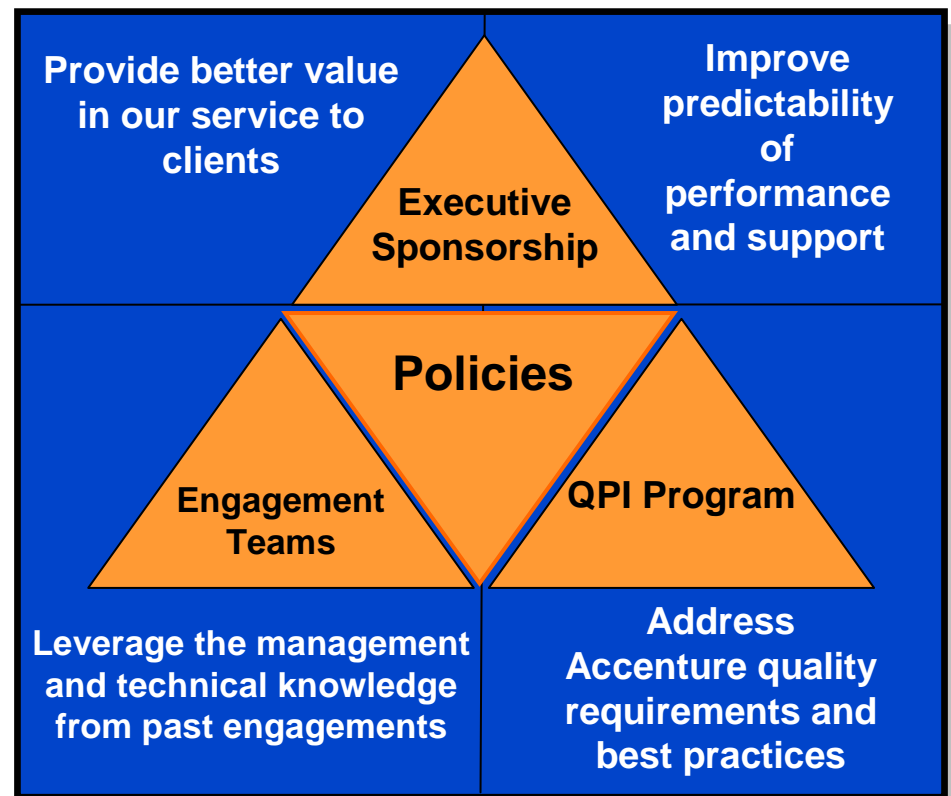 Provide better value
in our service to
clients
Improve
predictability
of
performance
and support
Executive
Sponsorship
Policies
Engagement
Teams
QPI Program
Leverage the management
and technical knowledge
from past engagements
Address
Accenture quality
requirements and
best practices